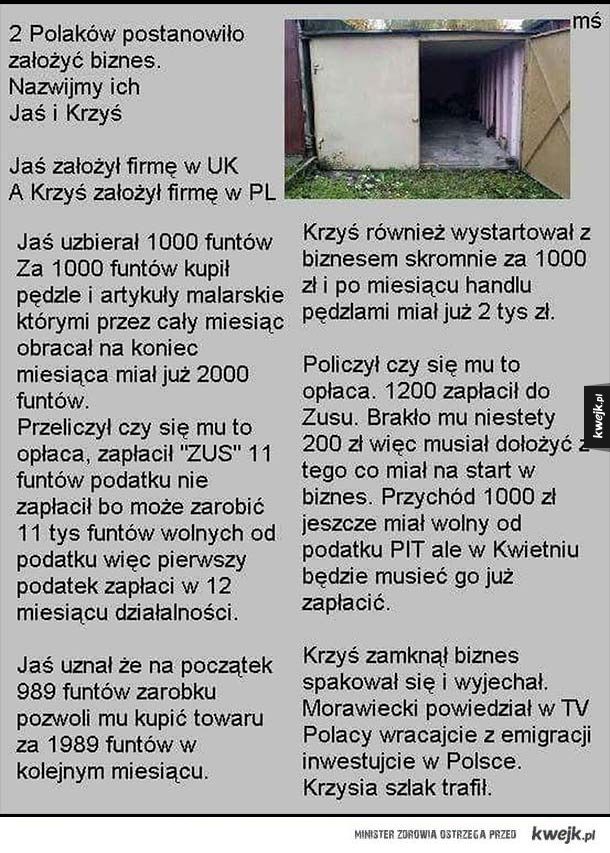 2 Polaków postanowiło
założyć biznes.
Nazwijmy ich
Jaś i Krzyś
Jaś założył firmę w UK
A Krzyś założył firmę w PL
mś
Jaś uzbierał 1000 funtów
Za 1000 funtów kupił
pędzle i artykuły malarskie
którymi przez cały miesiąc
obracał na koniec
miesiąca miał już 2000
funtów.
Przeliczył czy się mu to
opłaca, zapłacił "ZUS" 11
funtów podatku nie
zapłacił bo może zarobić
11 tys funtów wolnych od
podatku więc pierwszy
podatek zapłaci w 12
miesiącu działalności.
Jaś uznał że na początek
989 funtów zarobku
pozwoli mu kupić towaru
za 1989 funtów w
kolejnym miesiącu.
Krzyś również wystartował z
biznesem skromnie za 1000
zł i po miesiącu handlu
pędzlami miał już 2 tys zł.
Policzył czy się mu to
opłaca. 1200 zapłacił do
Zusu. Brakło mu niestety
200 zł więc musiał dołożyć z
tego co miał na start w
biznes. Przychód 1000 zł
jeszcze miał wolny od
podatku PIT ale w Kwietniu
będzie musieć go już
zapłacić.
Krzyś zamknął biznes
spakował się i wyjechał.
Morawiecki powiedział w TV
Polacy wracajcie z emigracji
inwestujcie w Polsce.
Krzysia szlak trafił.
kwejk.pl
MINISTER ZDROWIA OSTRZEGA PRZED kwejk.pl